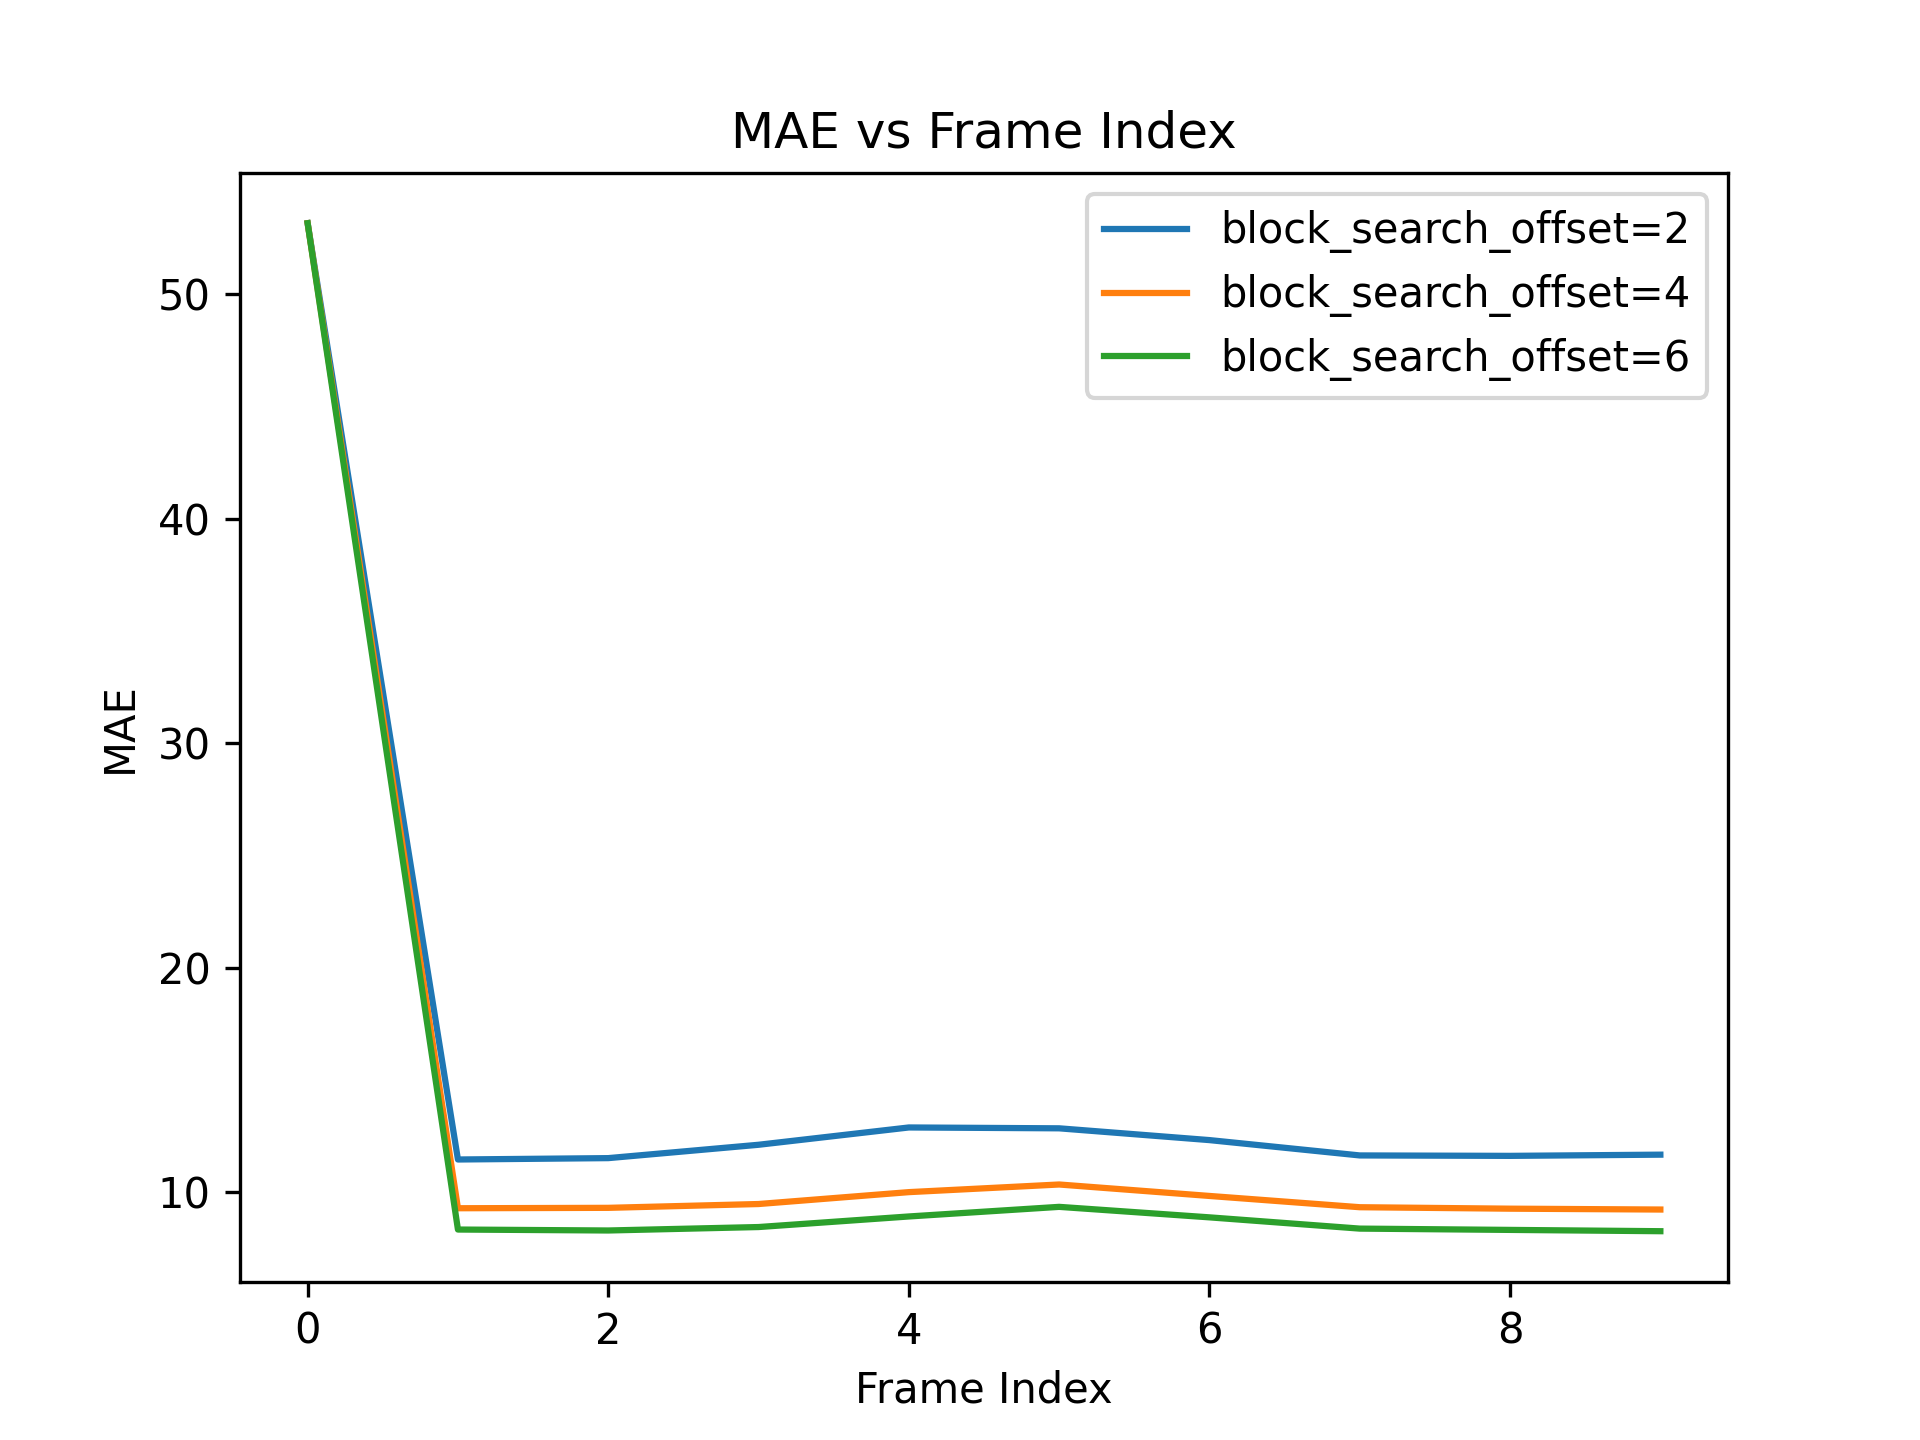 MAE vs Frame Index
block_search_offset=2
block_search_offset=4
block_search_offset=6
50
40
30
20
10
MAE
0 2 4 6 8
Frame Index